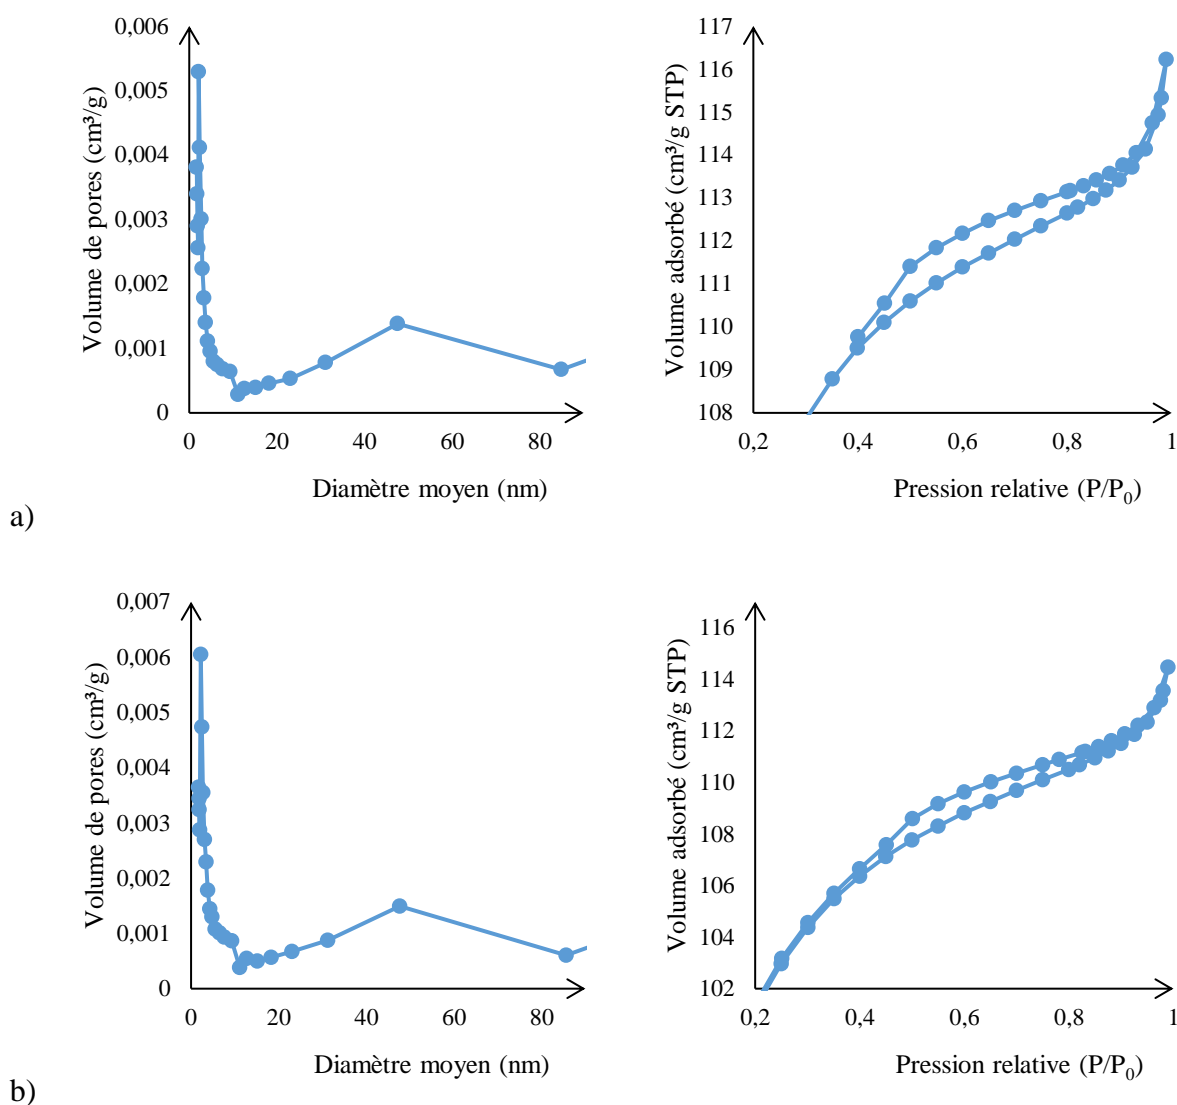 0,006
0,005
0,004
0,003
0,002
0,001
0
Volume de pores (cm³/g)
0 20 40 60 80
Diamètre moyen (nm)
117
116
115
114
113
112
111
110
109
108
Volume adsorbé (cm³/g STP)
0,2 0,4 0,6 0,8 1
Pression relative (P/P₀)
a)
0,007
0,006
0,005
0,004
0,003
0,002
0,001
0
Volume de pores (cm³/g)
0 20 40 60 80
Diamètre moyen (nm)
116
114
112
110
108
106
104
102
Volume adsorbé (cm³/g STP)
0,2 0,4 0,6 0,8 1
Pression relative (P/P₀)
b)